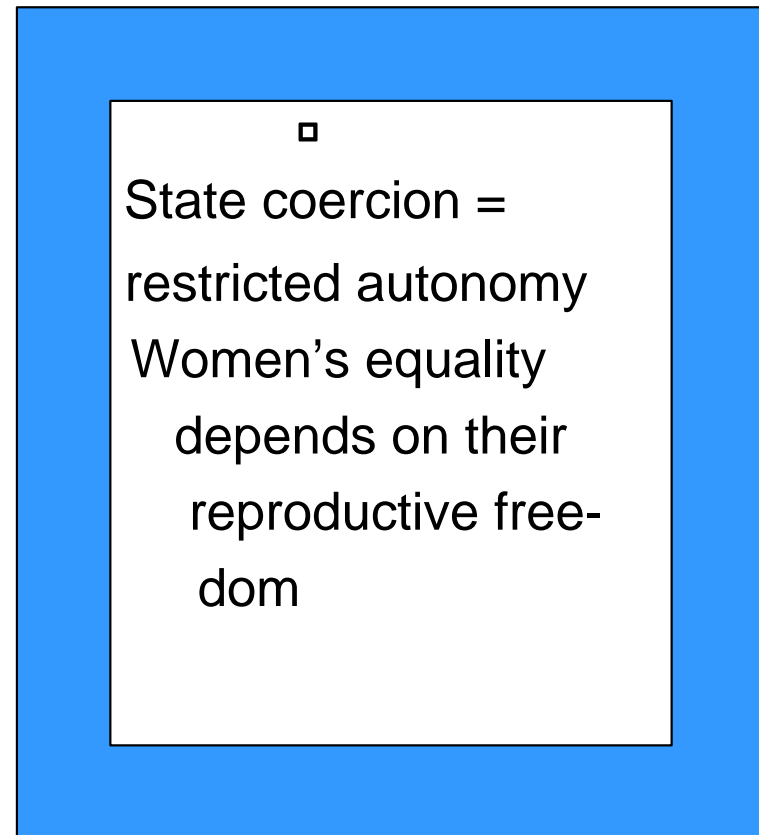 State coercion =
restricted autonomy
Women’s equality
depends on their
reproductive free-
dom